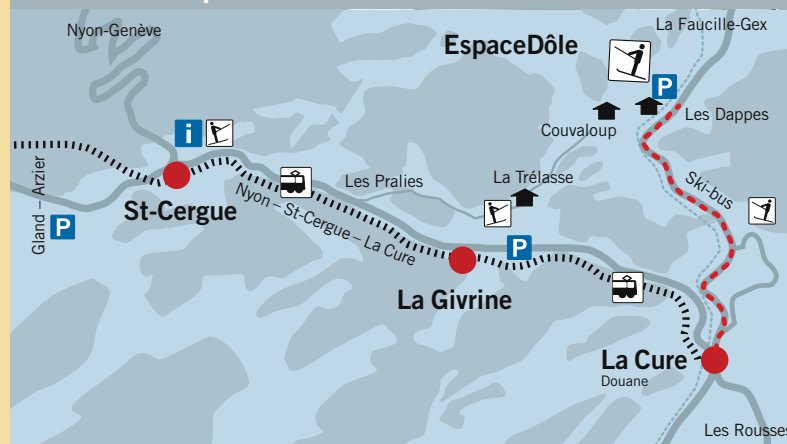 La Faucille-Gex
Nyon-Genève
EspaceDôle
P
Les Dappes
Couvaloup
i
La Trélasse
Ski-bus
Les Pralies
Gland – Arzier
P
St-Cergue
Nyon – St-Cergue – La Cure
P
La Givrine
La Cure
Douane
Les Rousses